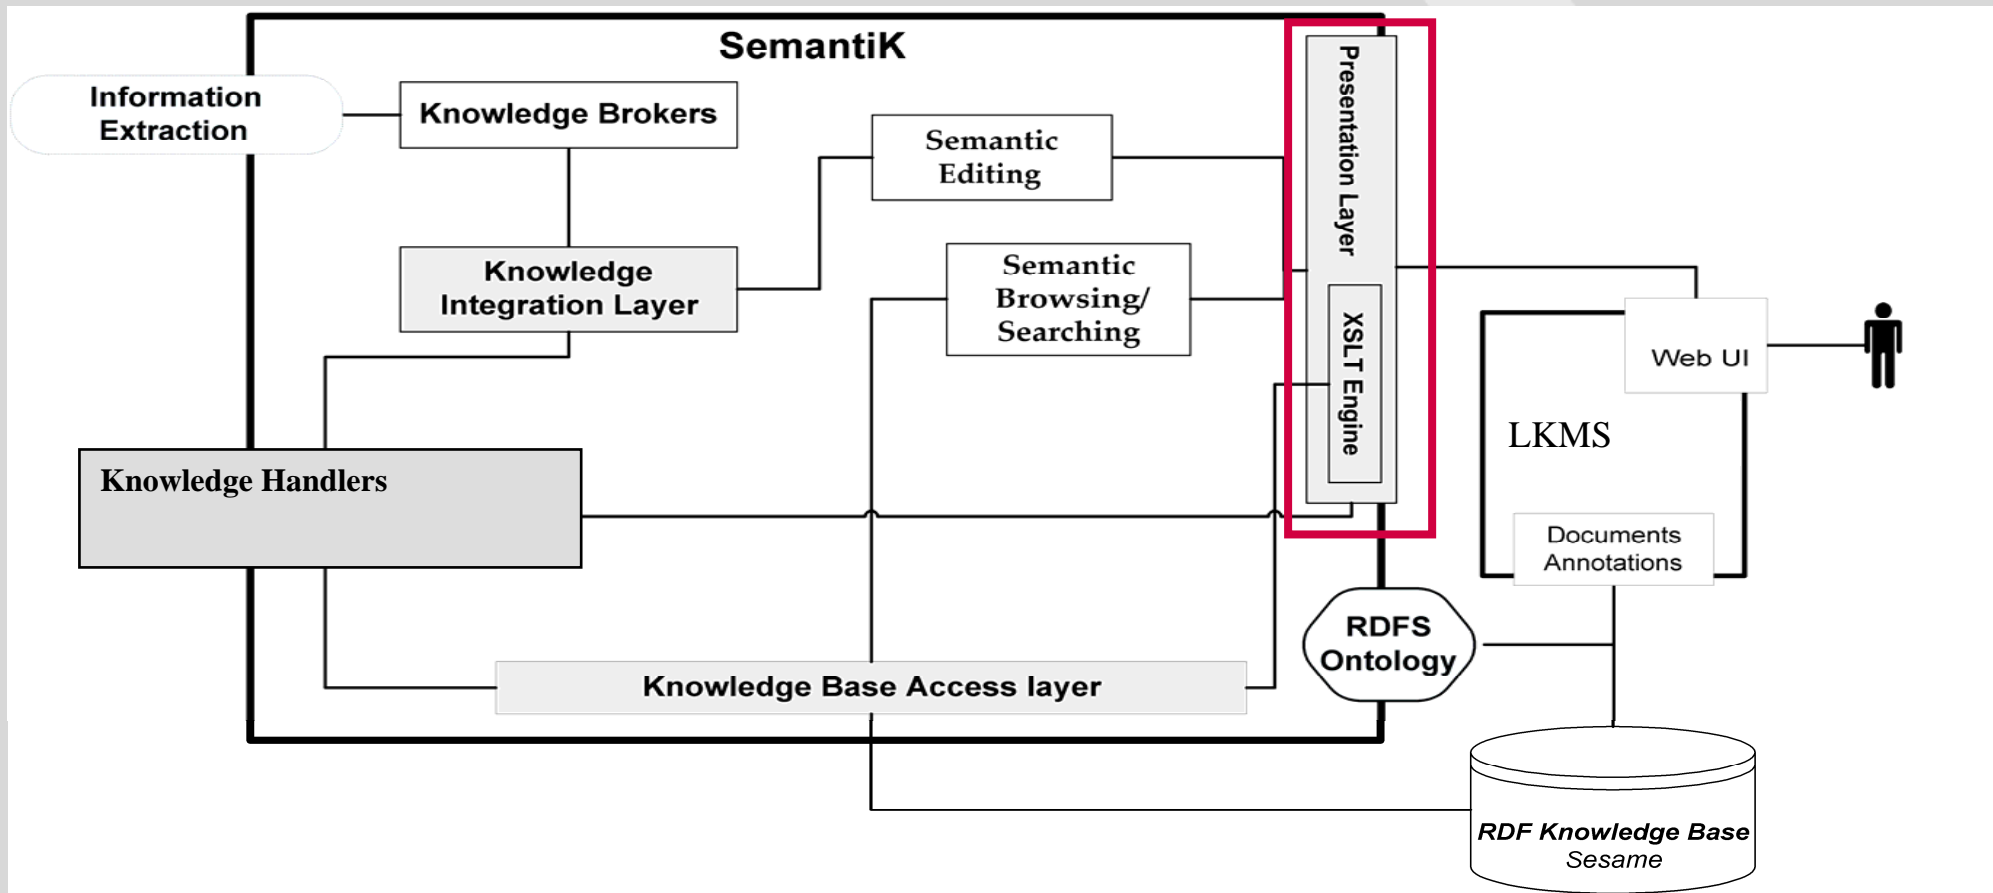 SemantiK
Information
Extraction
Knowledge Brokers
Semantic
Editing
Presentation Layer
Knowledge
Integration Layer
Semantic
Browsing/
Searching
XSLT Engine
Web UI
LKMS
Knowledge Handlers
Documents
Annotations
RDFS
Ontology
Knowledge Base Access layer
RDF Knowledge Base
Sesame